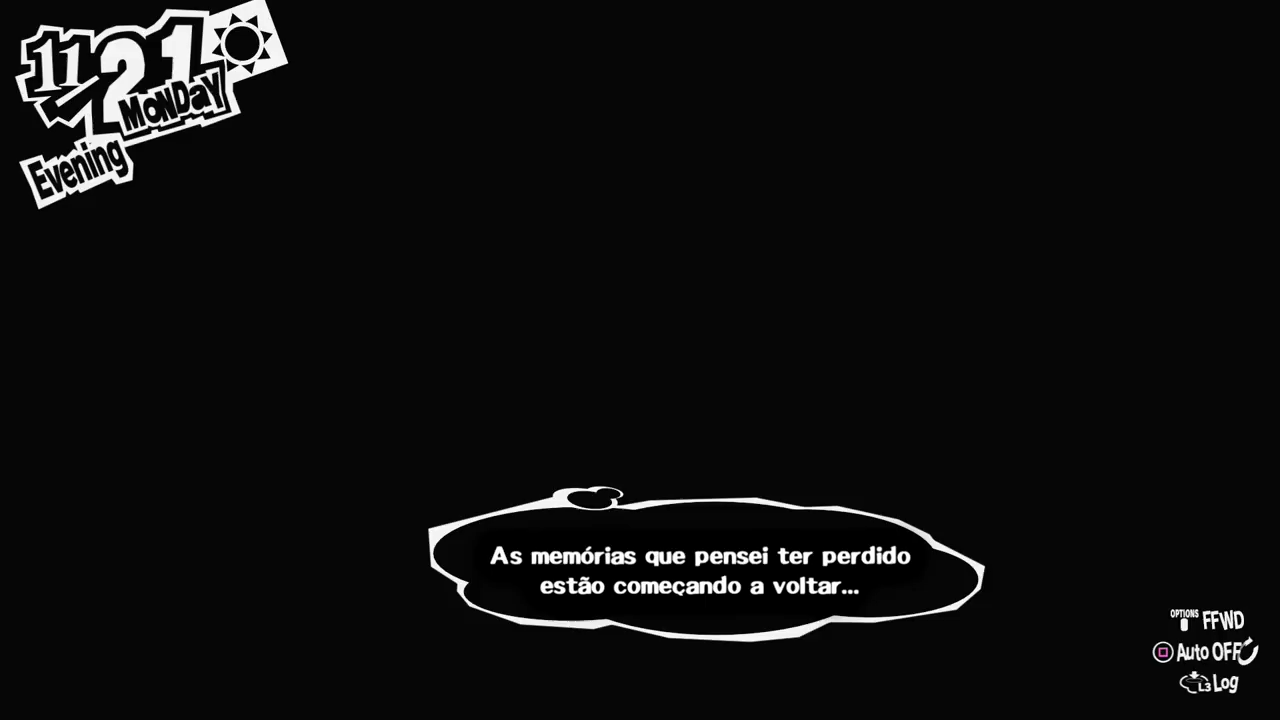 11/21
MONDAY
Evening
As memórias que pensei ter perdido
estão começando a voltar...
OPTIONS FFWD
Auto OFF
L3 Log